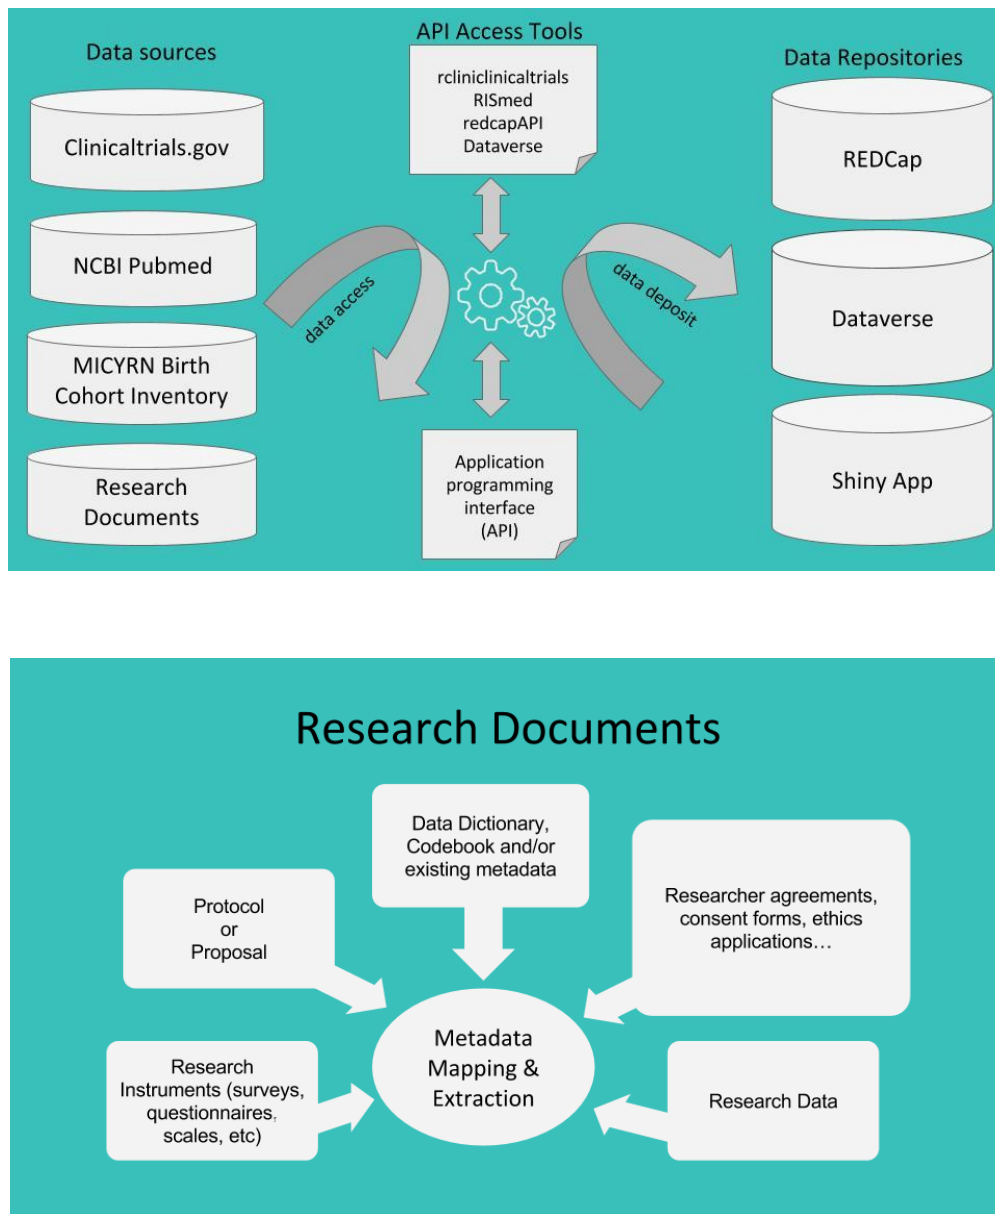 Data sources
Clinicaltrials.gov
NCBI Pubmed
MICYRN Birth
Cohort Inventory
Research
Documents
data access
API Access Tools
rcliniclinicaltrials
RISmed
redcapAPI
Dataverse
Application
programming
interface
(API)
data deposit
Data Repositories
REDCap
Dataverse
Shiny App
Research Documents
Data Dictionary,
Codebook and/or
existing metadata
Protocol
or
Proposal
Researcher agreements,
consent forms, ethics
applications…
Metadata
Mapping &
Extraction
Research
Instruments (surveys,
questionnaires,
scales, etc)
Research Data